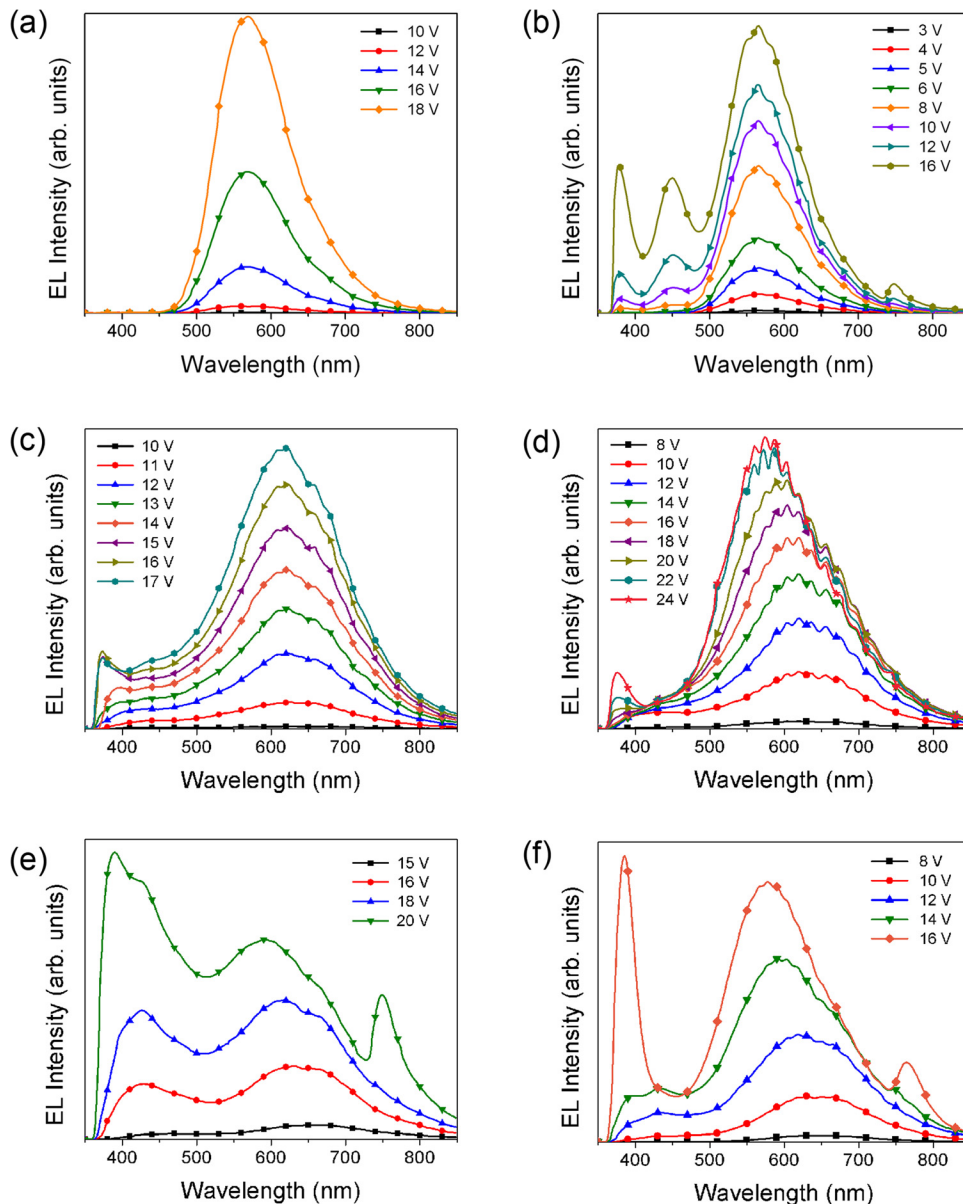 (a)
EL Intensity (arb. units)
10 V
12 V
14 V
16 V
18 V
400 500 600 700 800
Wavelength (nm)
(b)
EL Intensity (arb. units)
3 V
4 V
5 V
6 V
8 V
10 V
12 V
16 V
400 500 600 700 800
Wavelength (nm)
(c)
EL Intensity (arb. units)
10 V
11 V
12 V
13 V
14 V
15 V
16 V
17 V
400 500 600 700 800
Wavelength (nm)
(d)
EL Intensity (arb. units)
8 V
10 V
12 V
14 V
16 V
18 V
20 V
22 V
24 V
400 500 600 700 800
Wavelength (nm)
(e)
EL Intensity (arb. units)
15 V
16 V
18 V
20 V
400 500 600 700 800
Wavelength (nm)
(f)
EL Intensity (arb. units)
8 V
10 V
12 V
14 V
16 V
400 500 600 700 800
Wavelength (nm)